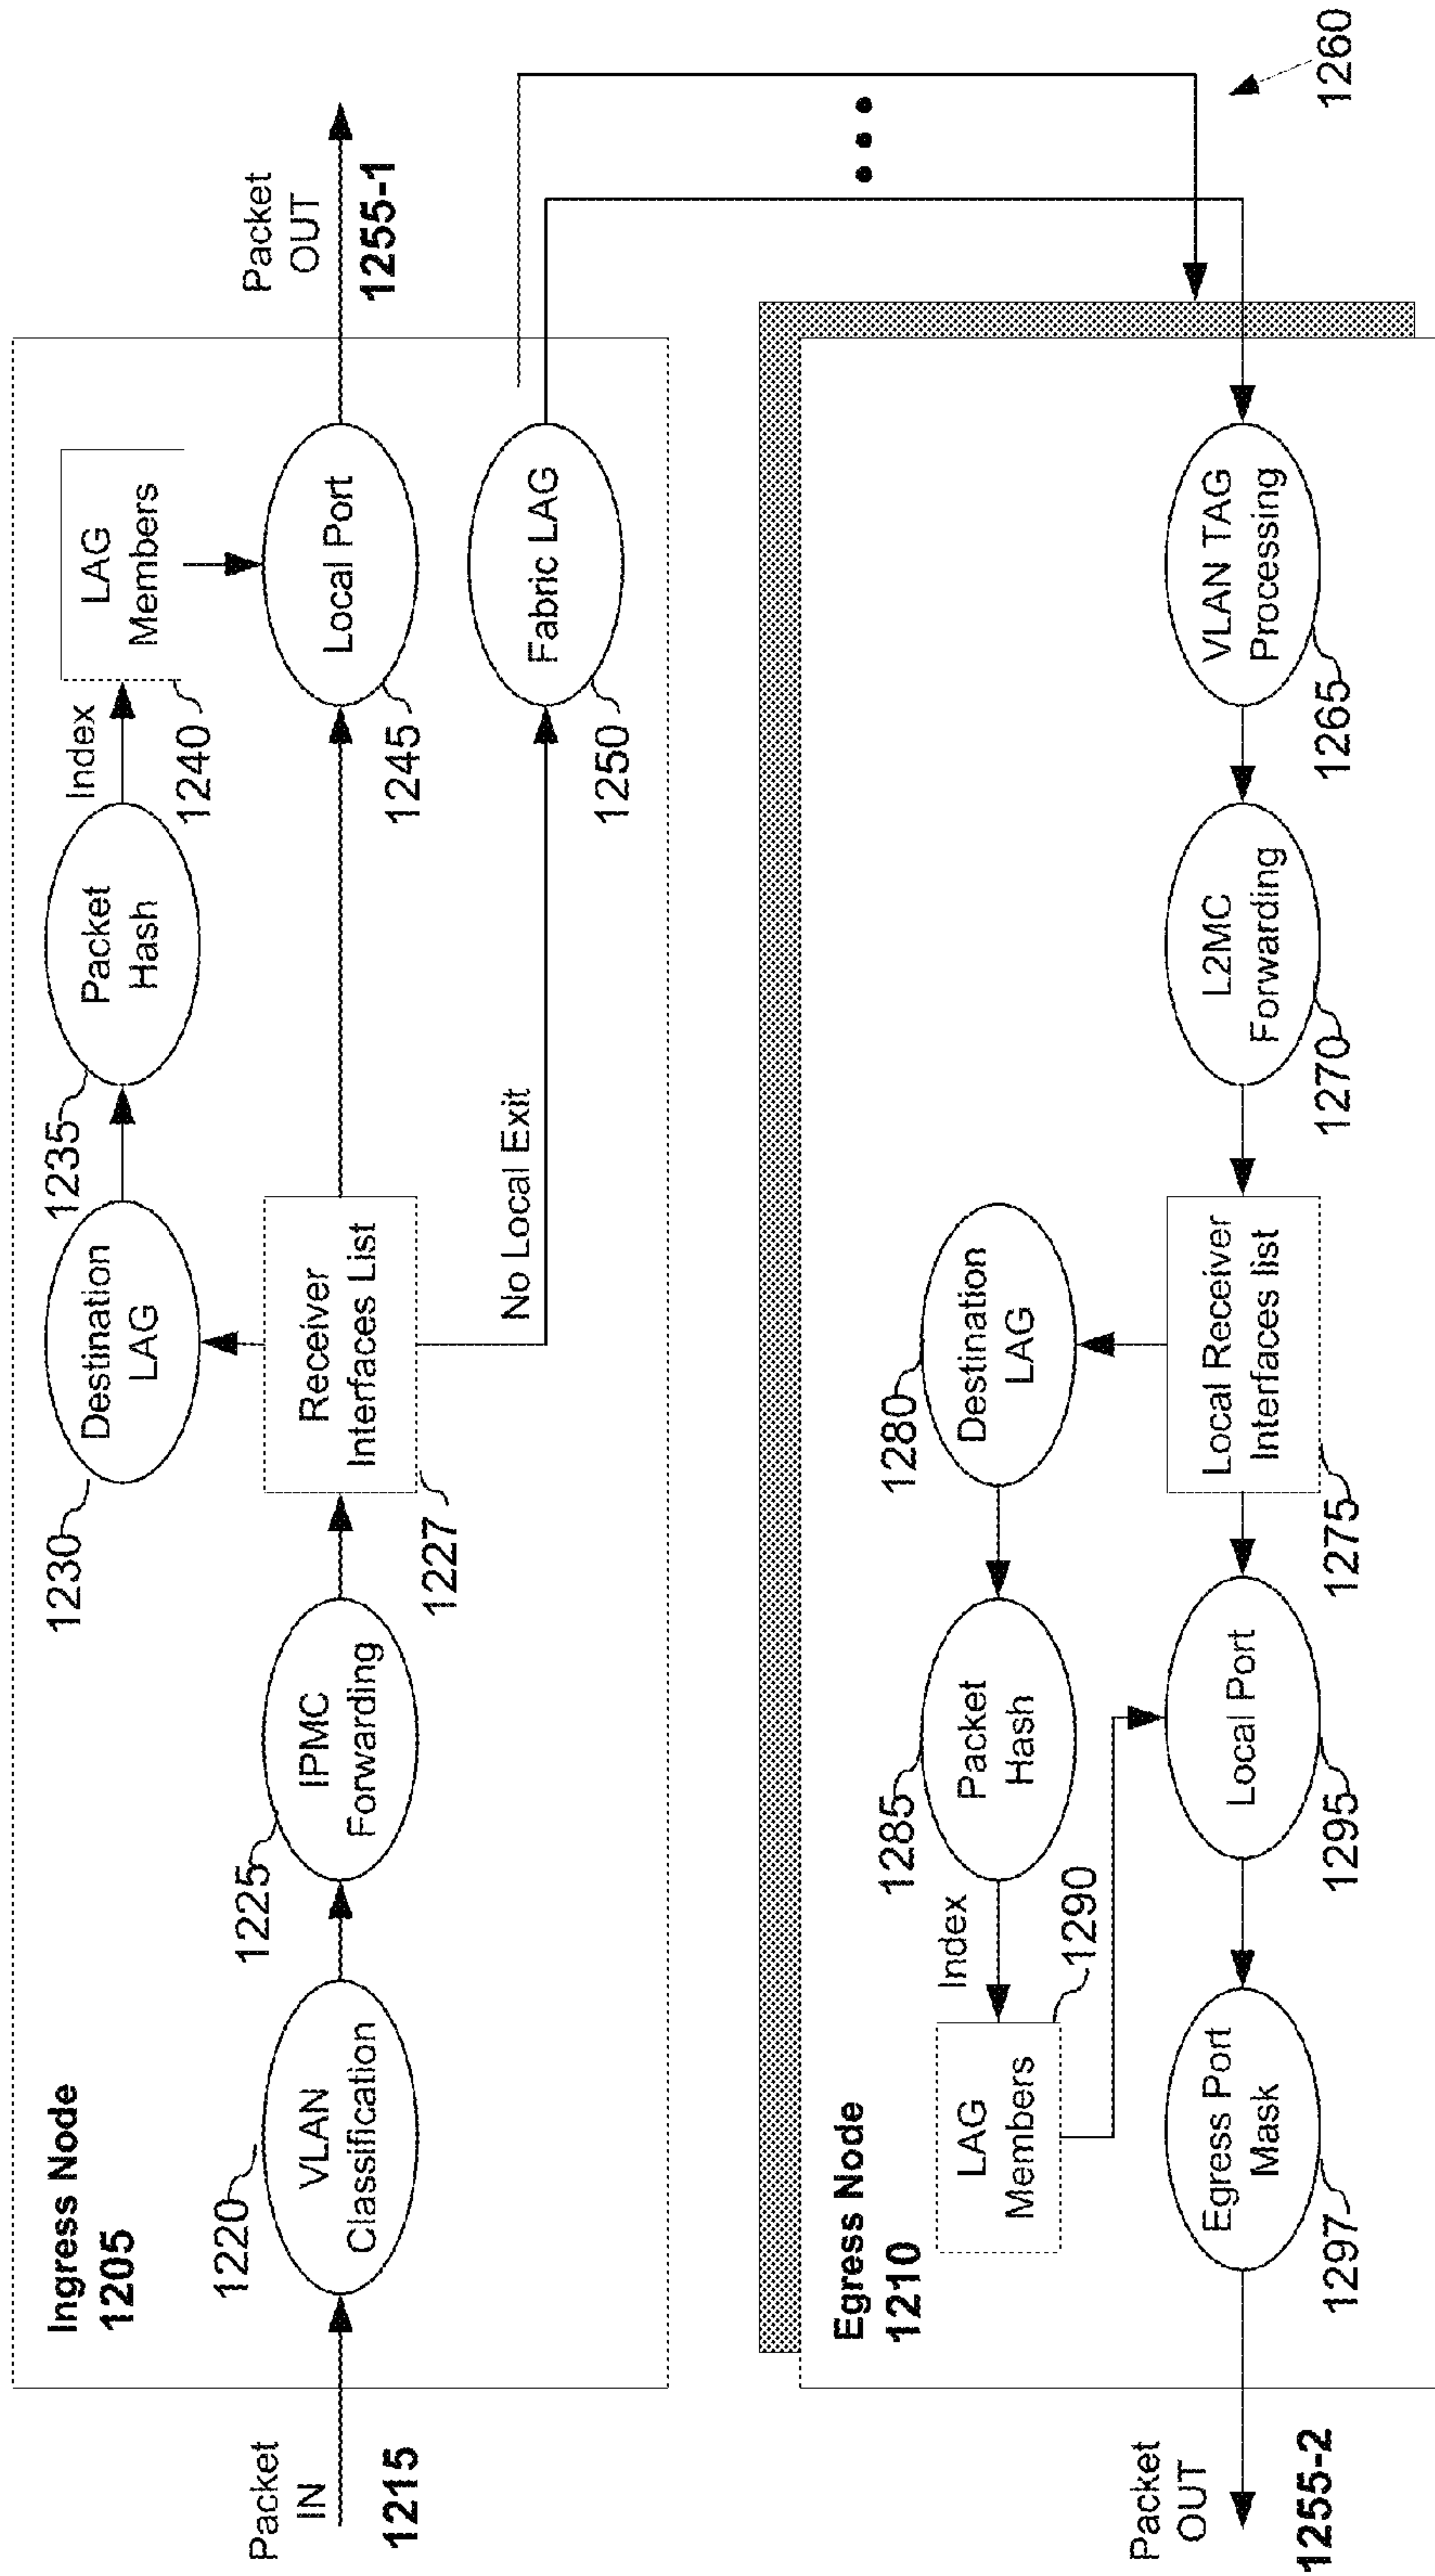 Ingress Node
1205
Packet
IN
1215
1220
VLAN
Classification
1225
IPMC
Forwarding
1227
Receiver
Interfaces List
1230
Destination
LAG
1235
Packet
Hash
Index
1240
LAG
Members
1245
Local Port
No Local Exit
1250
Fabric LAG
Packet
OUT
1255-1
1260
Egress Node
1210
VLAN TAG
Processing
1265
L2MC
Forwarding
1270
Local Receiver
Interfaces list
1275
1280
Destination
LAG
1285
Packet
Hash
Index
1290
LAG
Members
Local Port
1295
Egress Port
Mask
1297
Packet
OUT
1255-2